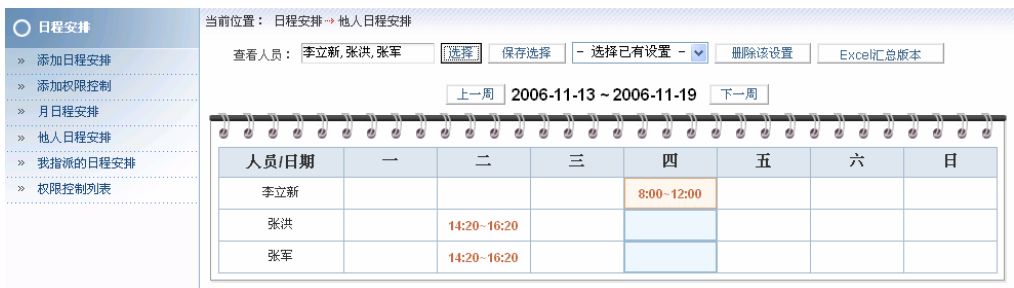 日程安排
» 添加日程安排
» 添加权限控制
» 月日程安排
» 他人日程安排
» 我指派的日程安排
» 权限控制列表
当前位置： 日程安排→他人日程安排
查看人员： 李立新,张洪,张军 选择 保存选择 - 选择已有设置 - 删除该设置 Excel汇总版本
上一周 2006-11-13 ~ 2006-11-19 下一周
人员/日期 一 二 三 四 五 六 日
李立新 8:00~12:00
张洪 14:20~16:20
张军 14:20~16:20